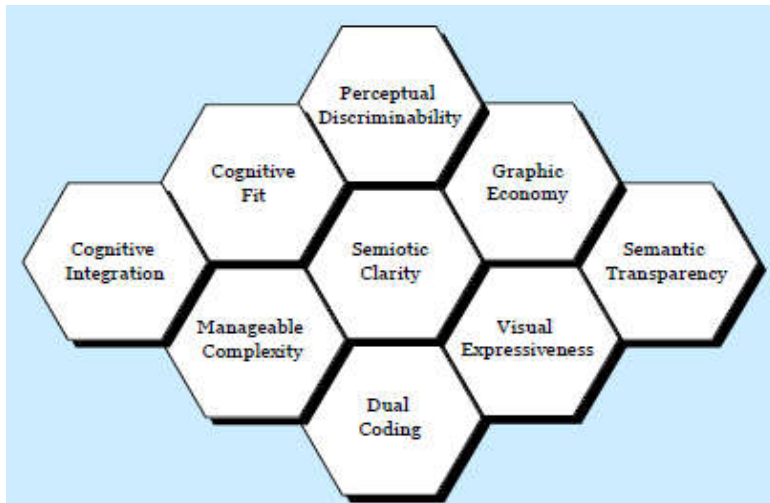 Perceptual
Discriminability
Cognitive
Fit
Graphic
Economy
Cognitive
Integration
Semiotic
Clarity
Semantic
Transparency
Manageable
Complexity
Visual
Expressiveness
Dual
Coding